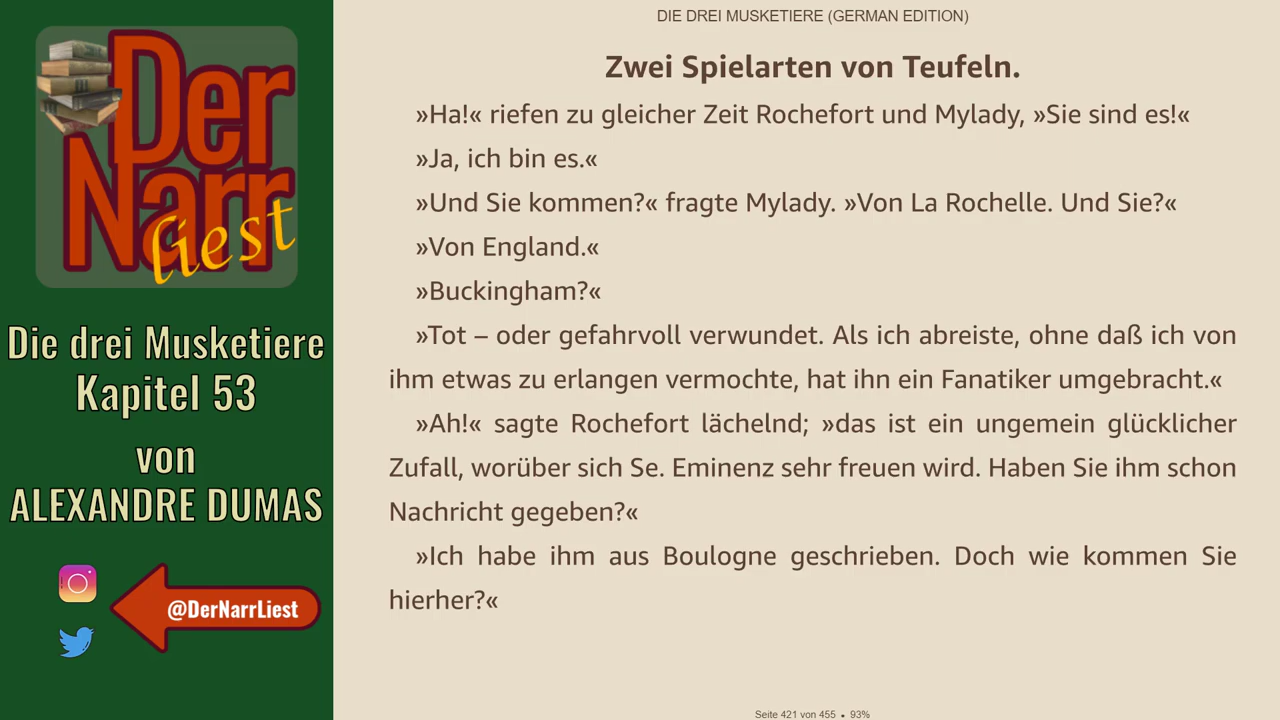 Der
Narr
liest
Die drei Musketiere
Kapitel 53
von
ALEXANDRE DUMAS
@DerNarrLiest
DIE DREI MUSKETIERE (GERMAN EDITION)
Zwei Spielarten von Teufeln.
»Ha!« riefen zu gleicher Zeit Rochefort und Mylady, »Sie sind es!«
»Ja, ich bin es.«
»Und Sie kommen?« fragte Mylady. »Von La Rochelle. Und Sie?«
»Von England.«
»Buckingham?«
»Tot – oder gefahrvoll verwundet. Als ich abreiste, ohne daß ich von
ihm etwas zu erlangen vermochte, hat ihn ein Fanatiker umgebracht.«
»Ah!« sagte Rochefort lächelnd; »das ist ein ungemein glücklicher
Zufall, worüber sich Se. Eminenz sehr freuen wird. Haben Sie ihm schon
Nachricht gegeben?«
»Ich habe ihm aus Boulogne geschrieben. Doch wie kommen Sie
hierher?«
Seite 421 von 455 • 93%